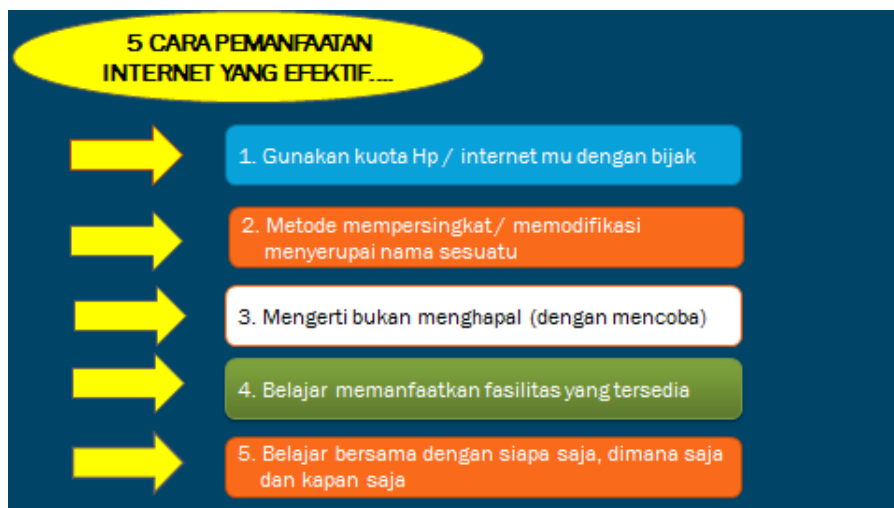 5 CARA PEMANFAATAN
INTERNET YANG EFEKTIF....
1. Gunakan kuota Hp / internet mu dengan bijak
2. Metode mempersingkat / memodifikasi
menyerupai nama sesuatu
3. Mengerti bukan menghapal (dengan mencoba)
4. Belajar memanfaatkan fasilitas yang tersedia
5. Belajar bersama dengan siapa saja, dimana saja
dan kapan saja